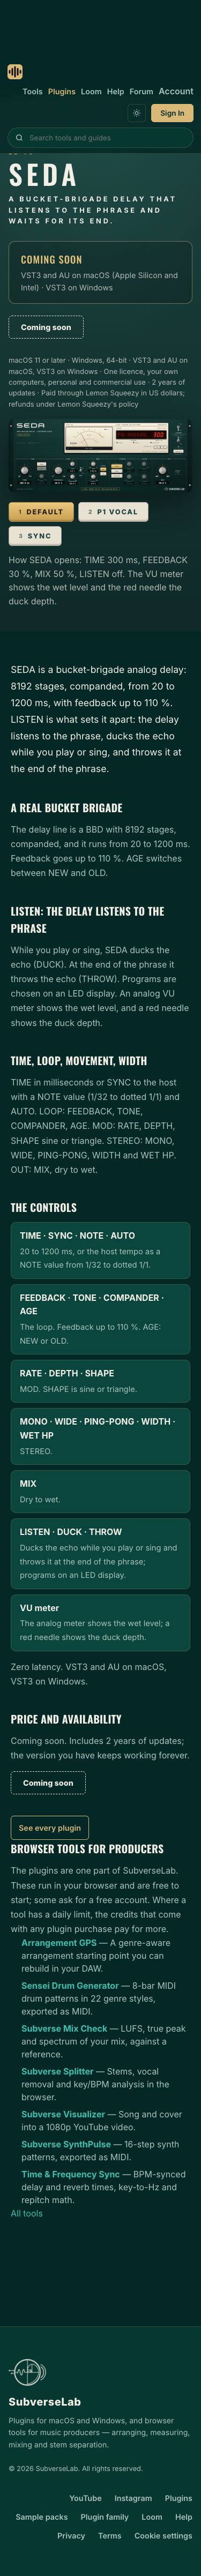 Tools Plugins Loom Help Forum Account
Sign In
Search tools and guides
SEDA
A BUCKET-BRIGADE DELAY THAT
LISTENS TO THE PHRASE AND
WAITS FOR ITS END.
COMING SOON
VST3 and AU on macOS (Apple Silicon and
Intel) · VST3 on Windows
Coming soon
macOS 11 or later · Windows, 64-bit · VST3 and AU on
macOS, VST3 on Windows · One licence, your own
computers, personal and commercial use · 2 years of
updates · Paid through Lemon Squeezy in US dollars;
refunds under Lemon Squeezy's policy
SEDA
1 DEFAULT
2 P1 VOCAL
3 SYNC
How SEDA opens: TIME 300 ms, FEEDBACK
30 %, MIX 50 %, LISTEN off. The VU meter
shows the wet level and the red needle the
duck depth.
SEDA is a bucket-brigade analog delay:
8192 stages, companded, from 20 to
1200 ms, with feedback up to 110 %.
LISTEN is what sets it apart: the delay
listens to the phrase, ducks the echo
while you play or sing, and throws it at
the end of the phrase.
A REAL BUCKET BRIGADE
The delay line is a BBD with 8192 stages,
companded, and it runs from 20 to 1200 ms.
Feedback goes up to 110 %. AGE switches
between NEW and OLD.
LISTEN: THE DELAY LISTENS TO THE
PHRASE
While you play or sing, SEDA ducks the
echo (DUCK). At the end of the phrase it
throws the echo (THROW). Programs are
chosen on an LED display. An analog VU
meter shows the wet level, and a red needle
shows the duck depth.
TIME, LOOP, MOVEMENT, WIDTH
TIME in milliseconds or SYNC to the host
with a NOTE value (1/32 to dotted 1/1) and
AUTO. LOOP: FEEDBACK, TONE,
COMPANDER, AGE. MOD: RATE, DEPTH,
SHAPE sine or triangle. STEREO: MONO,
WIDE, PING-PONG, WIDTH and WET HP.
OUT: MIX, dry to wet.
THE CONTROLS
TIME · SYNC · NOTE · AUTO
20 to 1200 ms, or the host tempo as a
NOTE value from 1/32 to dotted 1/1.
FEEDBACK · TONE · COMPANDER ·
AGE
The loop. Feedback up to 110 %. AGE:
NEW or OLD.
RATE · DEPTH · SHAPE
MOD. SHAPE is sine or triangle.
MONO · WIDE · PING-PONG · WIDTH ·
WET HP
STEREO.
MIX
Dry to wet.
LISTEN · DUCK · THROW
Ducks the echo while you play or sing and
throws it at the end of the phrase;
programs on an LED display.
VU meter
The analog meter shows the wet level; a
red needle shows the duck depth.
Zero latency. VST3 and AU on macOS,
VST3 on Windows.
PRICE AND AVAILABILITY
Coming soon. Includes 2 years of updates;
the version you have keeps working forever.
Coming soon
See every plugin
BROWSER TOOLS FOR PRODUCERS
The plugins are one part of SubverseLab.
These run in your browser and are free to
start; some ask for a free account. Where a
tool has a daily limit, the credits that come
with any plugin purchase pay for more.
Arrangement GPS — A genre-aware
arrangement starting point you can
rebuild in your DAW.
Sensei Drum Generator — 8-bar MIDI
drum patterns in 22 genre styles,
exported as MIDI.
Subverse Mix Check — LUFS, true peak
and spectrum of your mix, against a
reference.
Subverse Splitter — Stems, vocal
removal and key/BPM analysis in the
browser.
Subverse Visualizer — Song and cover
into a 1080p YouTube video.
Subverse SynthPulse — 16-step synth
patterns, exported as MIDI.
Time & Frequency Sync — BPM-synced
delay and reverb times, key-to-Hz and
repitch math.
All tools
SubverseLab
Plugins for macOS and Windows, and browser
tools for music producers — arranging, measuring,
mixing and stem separation.
© 2026 SubverseLab. All rights reserved.
YouTube Instagram Plugins
Sample packs Plugin family Loom Help
Privacy Terms Cookie settings